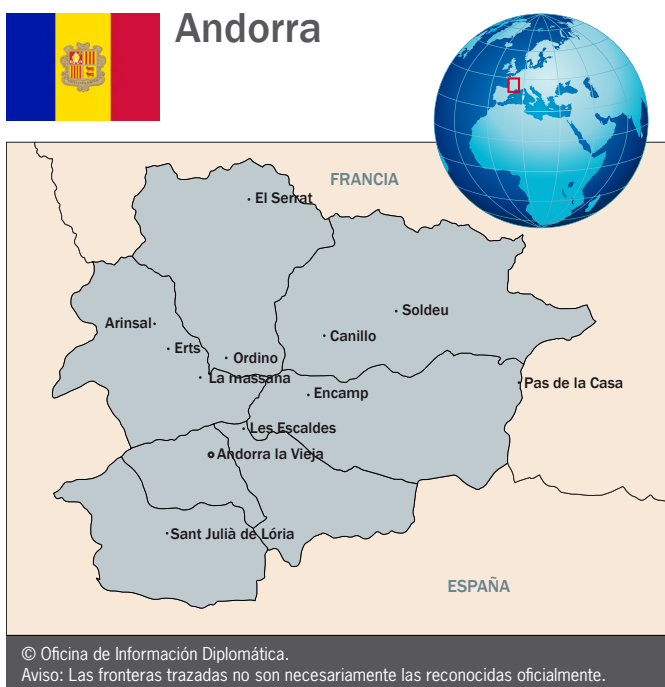 Andorra
FRANCIA
El Serrat
Soldeu
Arinsal
Canillo
Erts
Ordino
La massana
Pas de la Casa
Encamp
Les Escaldes
Andorra la Vieja
Sant Julià de Lória
ESPAÑA
© Oficina de Información Diplomática.
Aviso: Las fronteras trazadas no son necesariamente las reconocidas oficialmente.